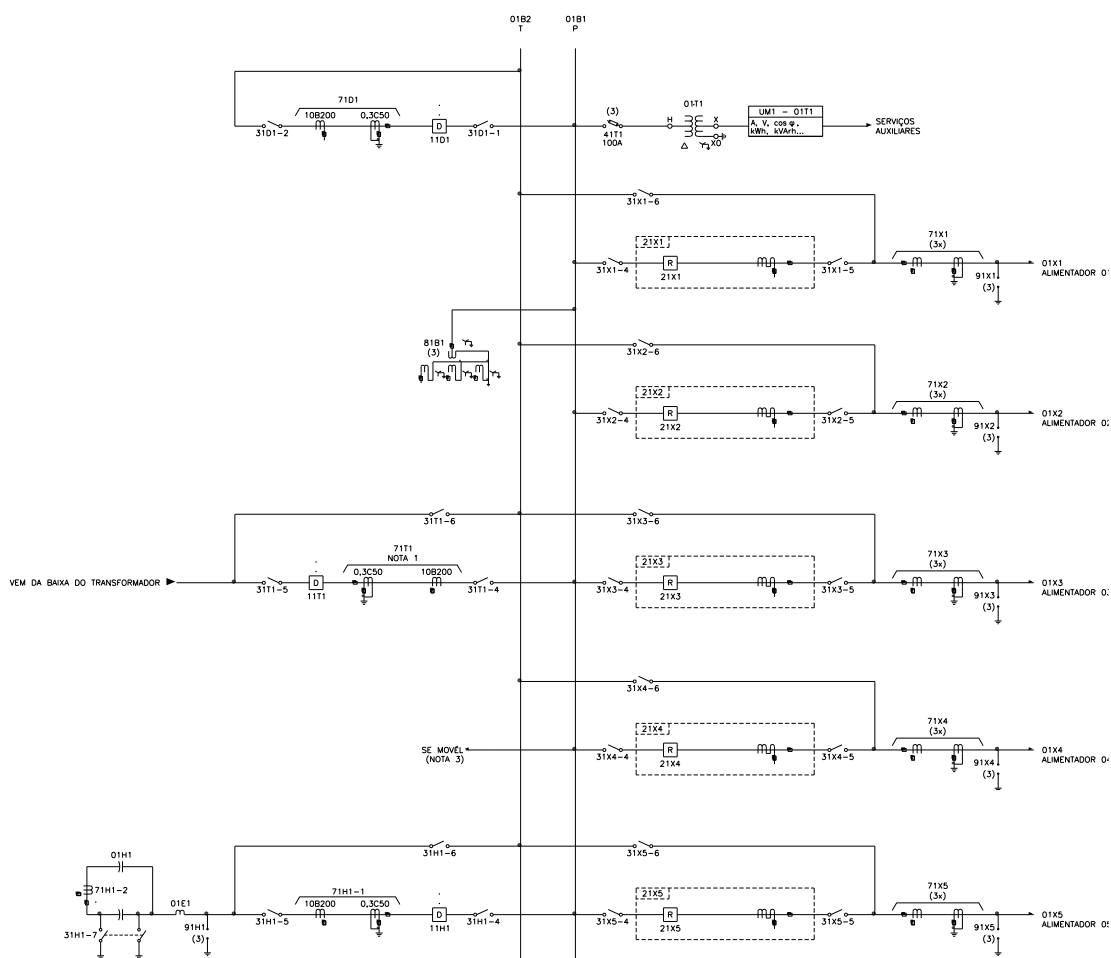 01B2
T
01B1
P
71D1
10B200
0,3C50
31D1-2
D
11D1
31D1-1
(3)
41T1
100A
01T1
H
X
X0
UM1 - 01T1
A, V, cos φ,
kWh, kVArh...
SERVIÇOS
AUXILIARES
31X1-6
21X1
31X1-4
R
21X1
31X1-5
71X1
(3x)
91X1
(3)
01X1
ALIMENTADOR 01
81B1
(3)
31X2-6
21X2
31X2-4
R
21X2
31X2-5
71X2
(3x)
91X2
(3)
01X2
ALIMENTADOR 02
31T1-6
VEM DA BAIXA DO TRANSFORMADOR
31T1-5
D
11T1
71T1
NOTA 1
0,3C50
10B200
31T1-4
31X3-6
21X3
31X3-4
R
21X3
31X3-5
71X3
(3x)
91X3
(3)
01X3
ALIMENTADOR 03
SE MOVÉL
(NOTA 3)
31X4-6
21X4
31X4-4
R
21X4
31X4-5
71X4
(3x)
91X4
(3)
01X4
ALIMENTADOR 04
01H1
71H1-2
31H1-7
01E1
91H1
(3)
31H1-6
31H1-5
71H1-1
10B200
0,3C50
D
11H1
31H1-4
31X5-6
21X5
31X5-4
R
21X5
31X5-5
71X5
(3x)
91X5
(3)
01X5
ALIMENTADOR 05